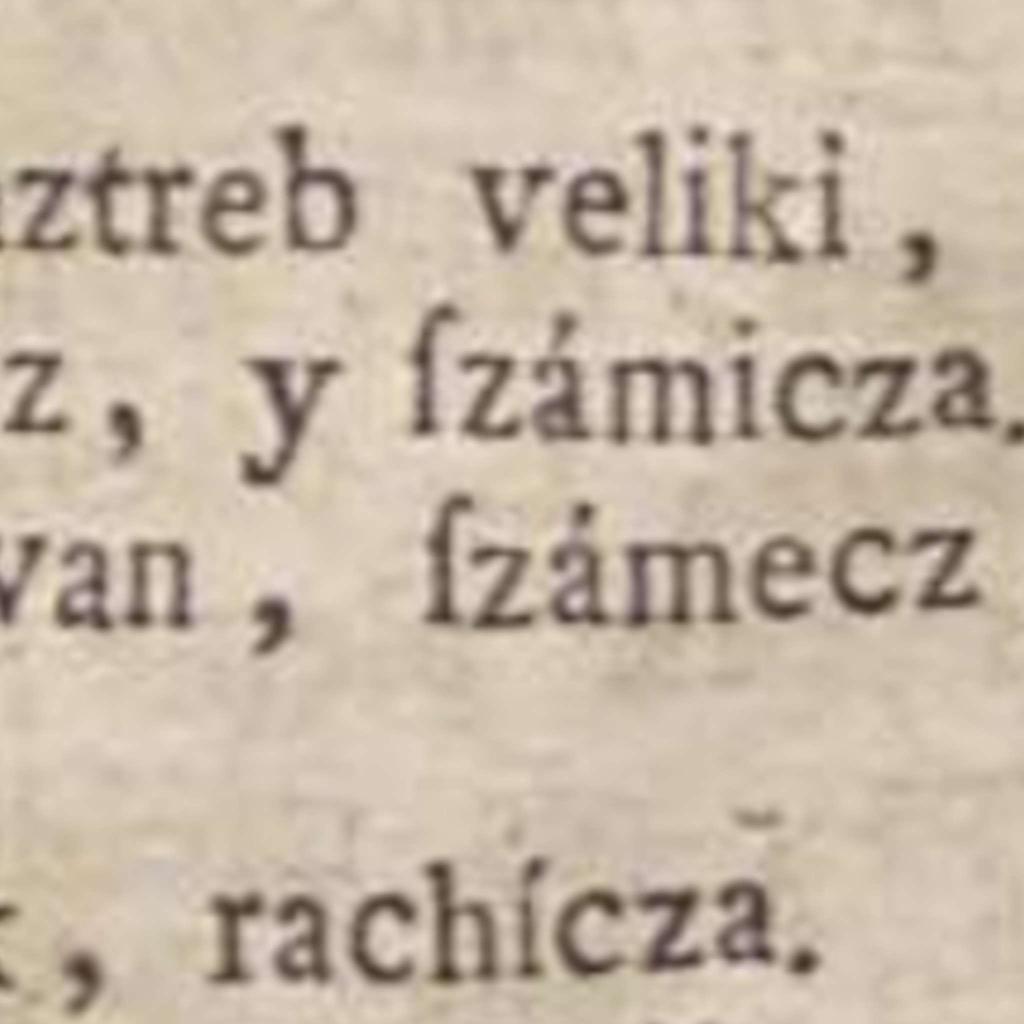 ztreb veliki ,
z , y ſzámicza.
van , ſzámecz
, rachícza.